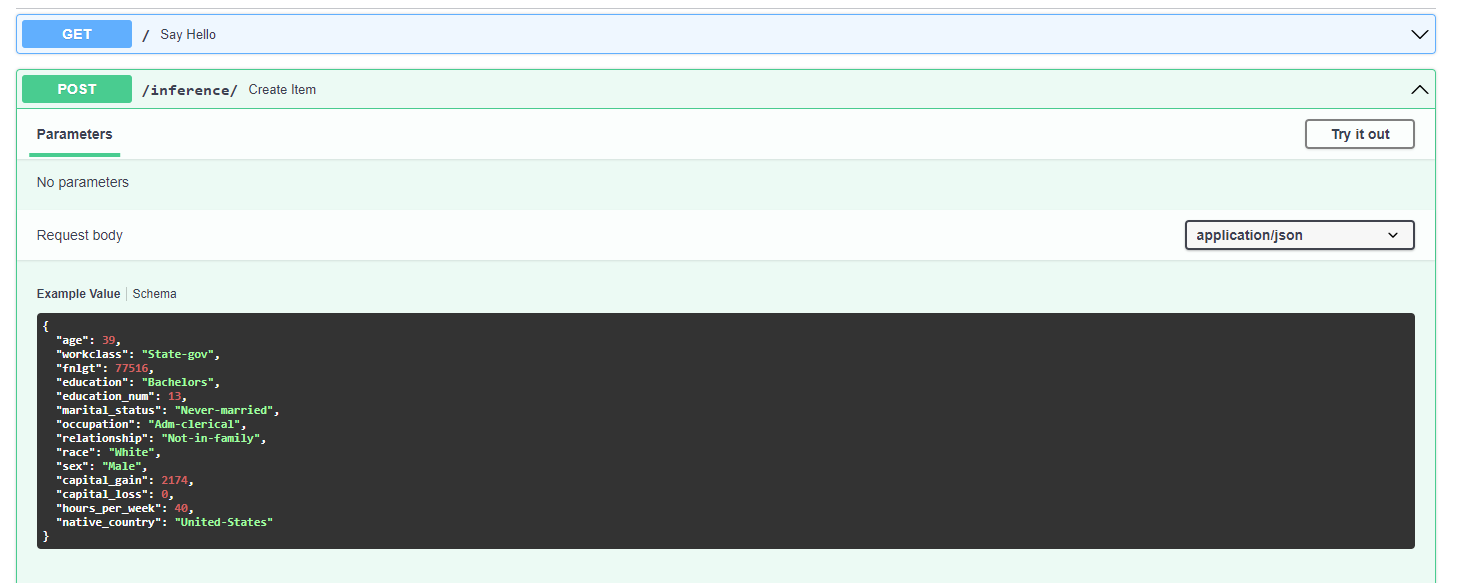 GET / Say Hello
POST /inference/ Create Item
Parameters
Try it out
No parameters
Request body
application/json
Example Value Schema
{
"age": 39,
"workclass": "State-gov",
"fnlgt": 77516,
"education": "Bachelors",
"education_num": 13,
"marital_status": "Never-married",
"occupation": "Adm-clerical",
"relationship": "Not-in-family",
"race": "White",
"sex": "Male",
"capital_gain": 2174,
"capital_loss": 0,
"hours_per_week": 40,
"native_country": "United-States"
}